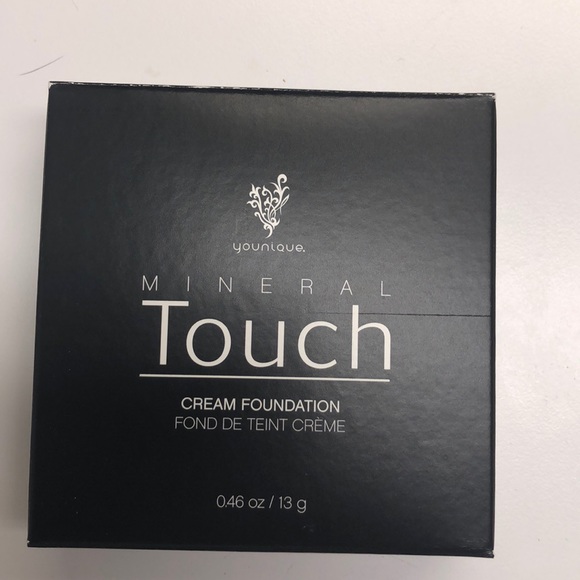 younique.
MINERAL
Touch
CREAM FOUNDATION
FOND DE TEINT CRÈME
0.46 oz / 13 g